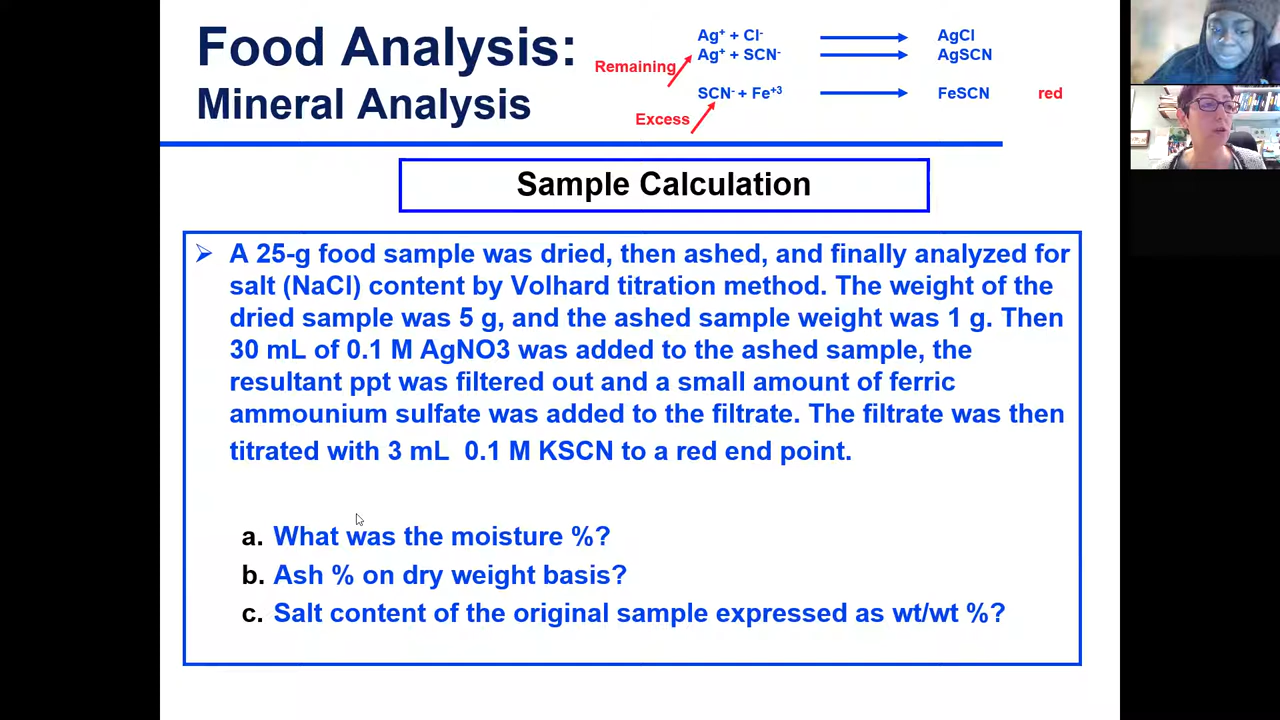 Food Analysis:
Mineral Analysis
Ag+ + Cl- AgCl
Remaining Ag+ + SCN- AgSCN
SCN- + Fe+3 FeSCN red
Excess
Sample Calculation
A 25-g food sample was dried, then ashed, and finally analyzed for
salt (NaCl) content by Volhard titration method. The weight of the
dried sample was 5 g, and the ashed sample weight was 1 g. Then
30 mL of 0.1 M AgNO3 was added to the ashed sample, the
resultant ppt was filtered out and a small amount of ferric
ammounium sulfate was added to the filtrate. The filtrate was then
titrated with 3 mL 0.1 M KSCN to a red end point.
a. What was the moisture %?
b. Ash % on dry weight basis?
c. Salt content of the original sample expressed as wt/wt %?